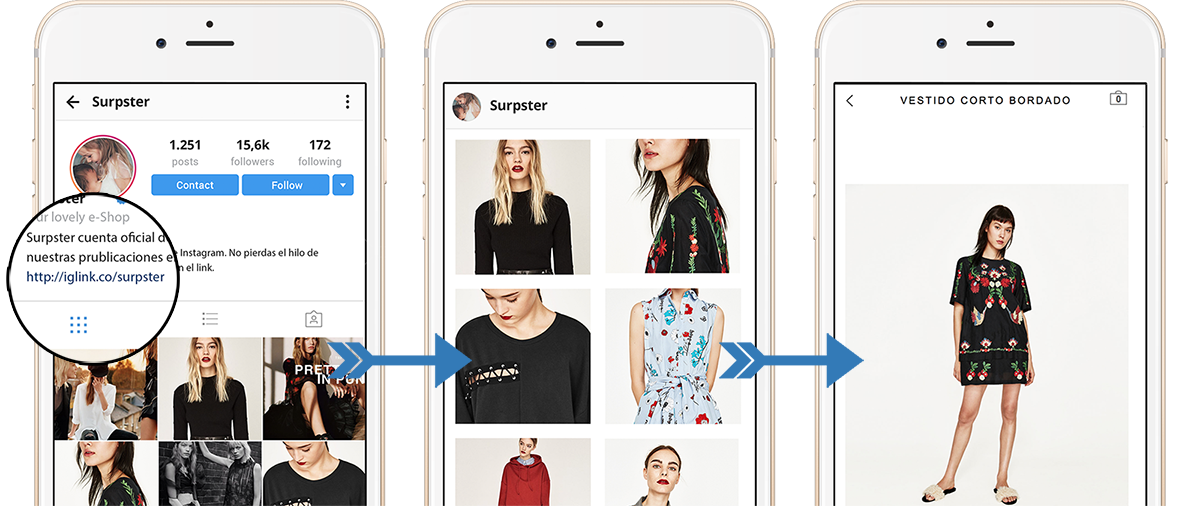 Surpster
1.251 15,6k 172
posts followers following
Contact Follow
ster
ur lovely e-Shop
Surpster cuenta oficial d
e Instagram. No pierdas el hilo de
nuestras prublicaciones e
n el link.
http://iglink.co/surpster
PRET
IN PUN
Surpster
VESTIDO CORTO BORDADO
0